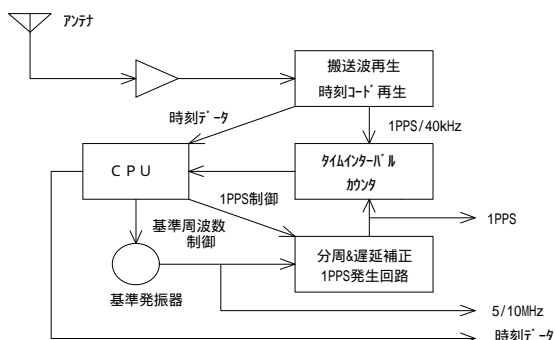 アンテナ
搬送波再生
時刻コード再生
時刻データ
1PPS/40kHz
CPU
タイムインターバル
カウンタ
1PPS制御
1PPS
基準周波数
制御
分周&遅延補正
1PPS発生回路
基準発振器
5/10MHz
時刻データ